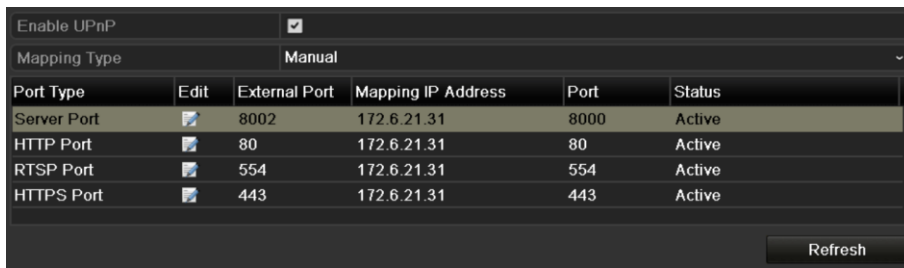 Enable UPnP
Mapping Type Manual
Port Type Edit External Port Mapping IP Address Port Status
Server Port 8002 172.6.21.31 8000 Active
HTTP Port 80 172.6.21.31 80 Active
RTSP Port 554 172.6.21.31 554 Active
HTTPS Port 443 172.6.21.31 443 Active
Refresh